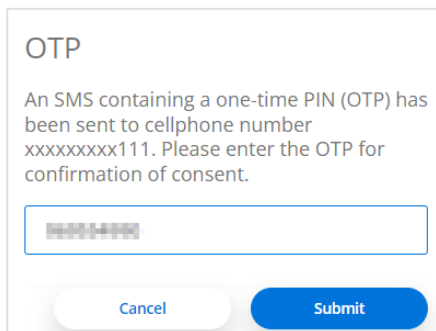 OTP
An SMS containing a one-time PIN (OTP) has
been sent to cellphone number
xxxxxxxxx111. Please enter the OTP for
confirmation of consent.
Cancel
Submit